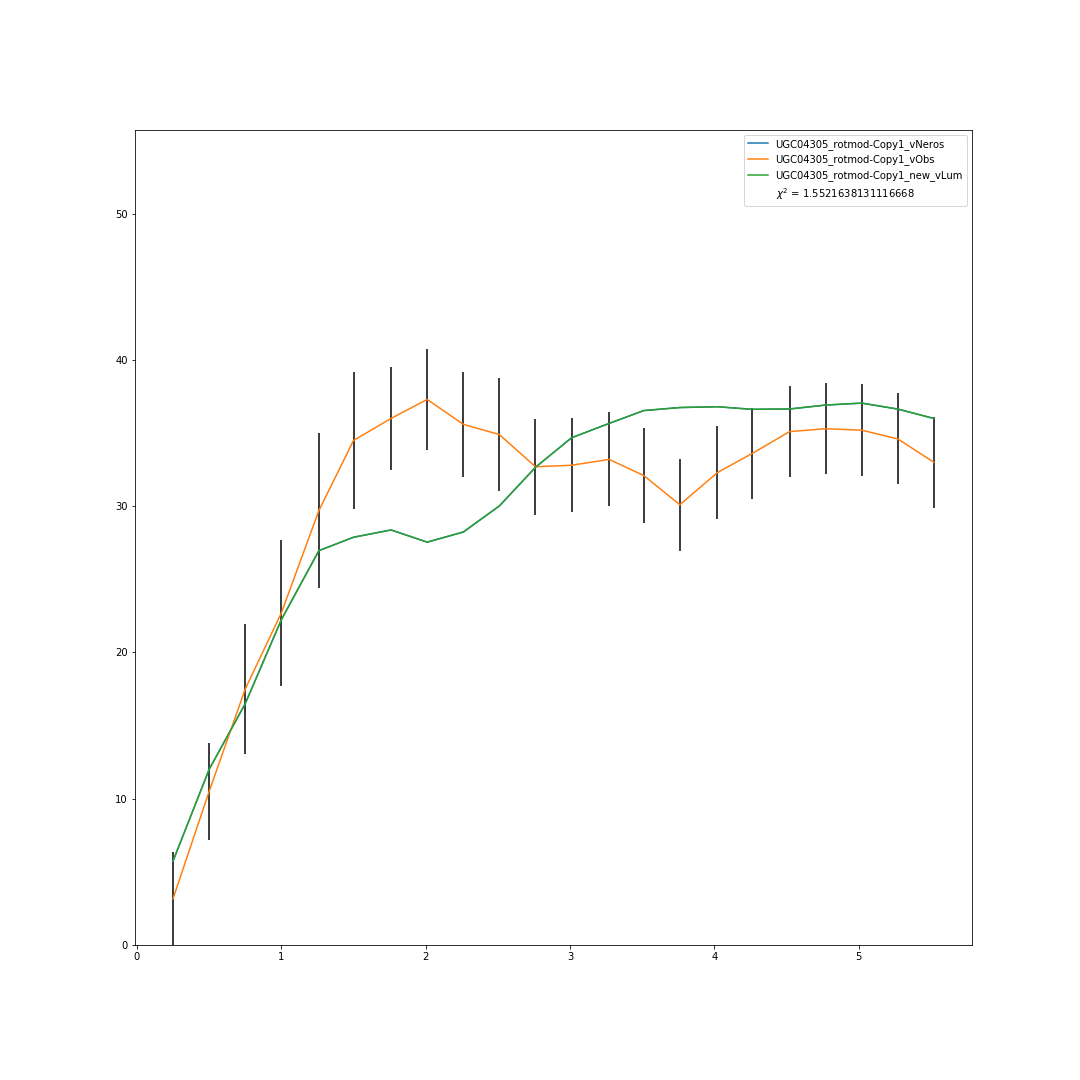 UGC04305_rotmod-Copy1_vNeros
UGC04305_rotmod-Copy1_vObs
UGC04305_rotmod-Copy1_new_vLum
χ² = 1.5521638131116668
50
40
30
20
10
0
0 1 2 3 4 5